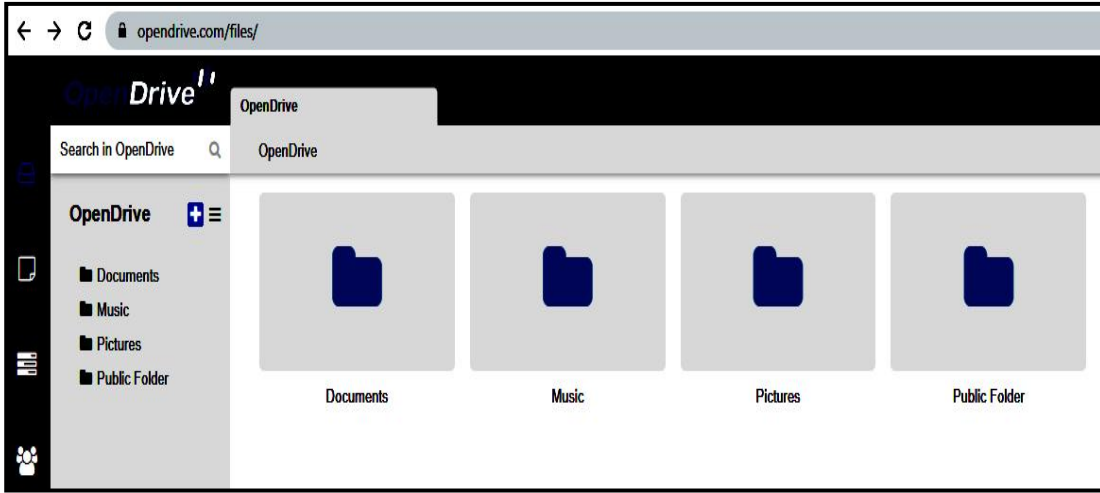 opendrive.com/files/
OpenDrive
OpenDrive
Search in OpenDrive
OpenDrive
OpenDrive
Documents
Music
Pictures
Public Folder
Documents
Music
Pictures
Public Folder